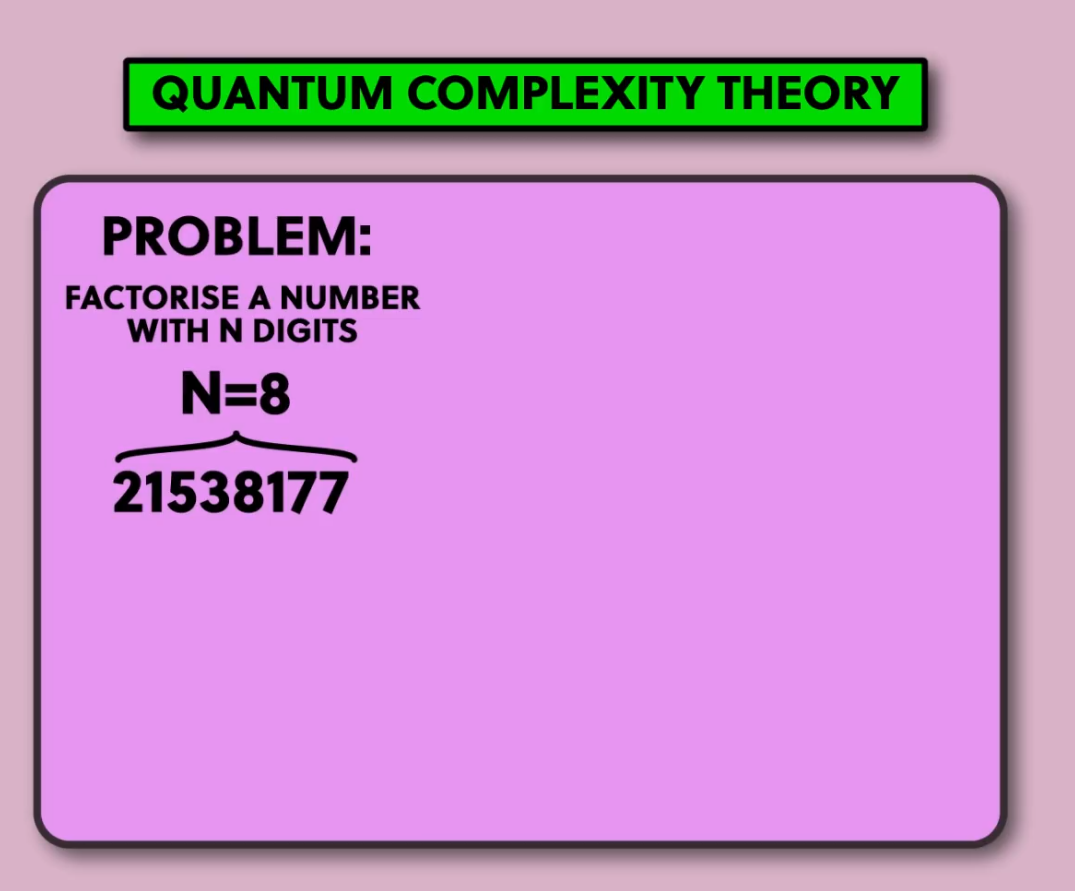 QUANTUM COMPLEXITY THEORY
PROBLEM:
FACTORISE A NUMBER
WITH N DIGITS
N=8
21538177